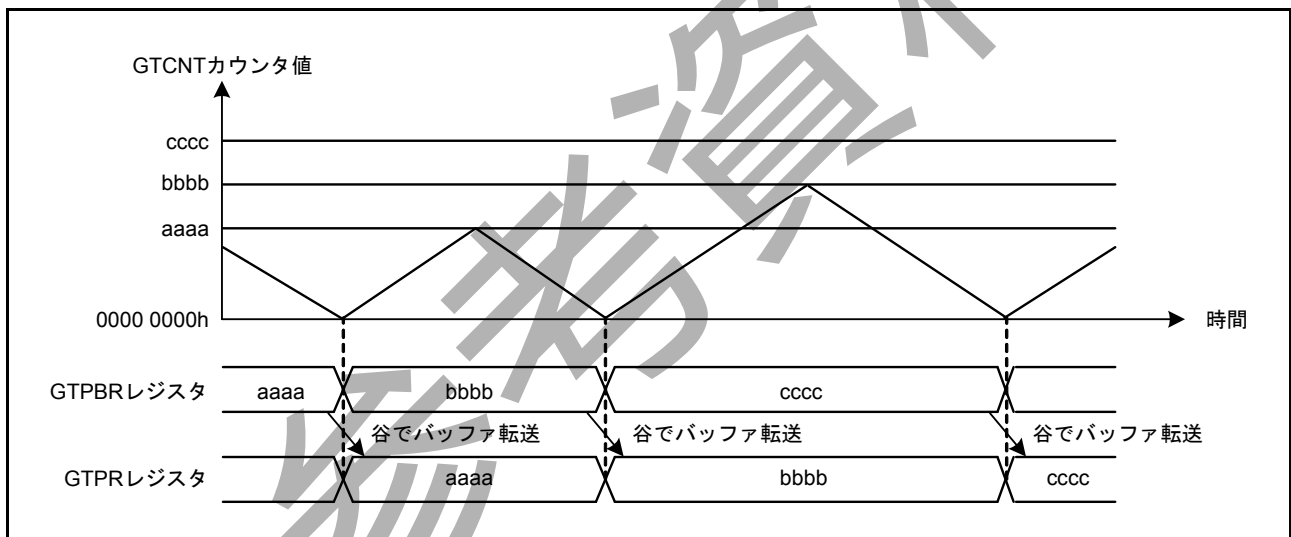 GTCNTカウンタ値
cccc
bbbb
aaaa
0000 0000h
時間
GTPBRレジスタ aaaa bbbb cccc
谷でバッファ転送 谷でバッファ転送 谷でバッファ転送
GTPRレジスタ aaaa bbbb cccc
参考資